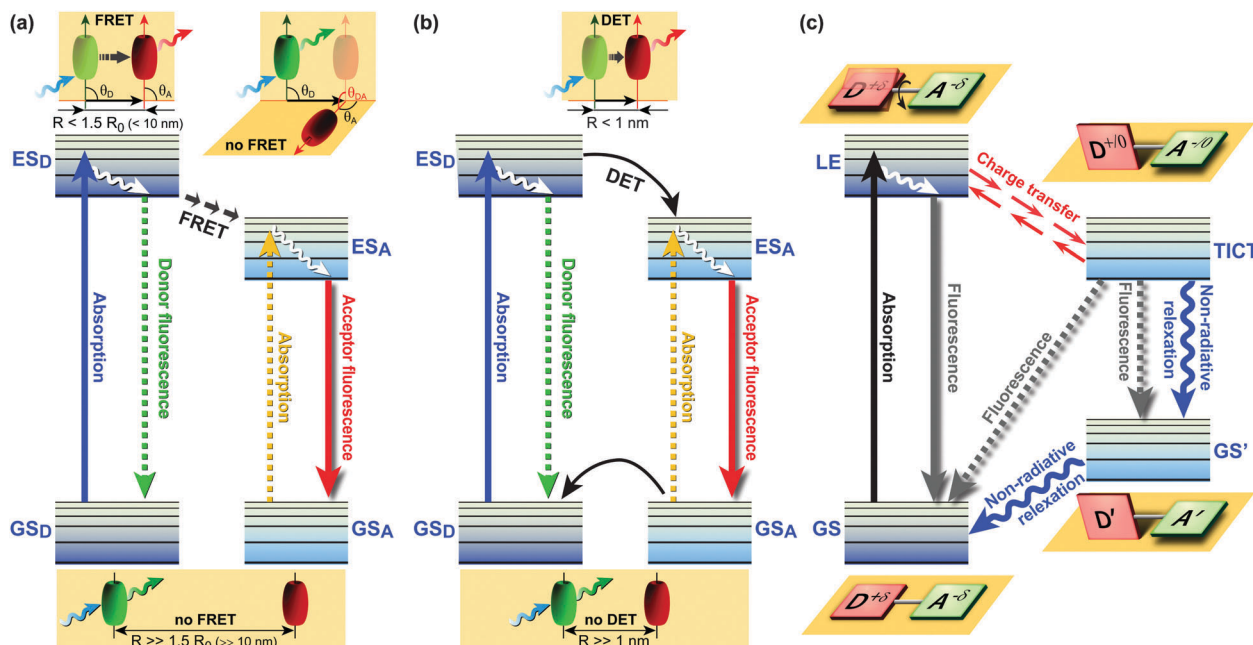 (a)
FRET
θD
θA
R < 1.5 R0 (< 10 nm)
θD
θDA
θA
no FRET
ESD
FRET
ESA
Absorption
Donor fluorescence
Absorption
Acceptor fluorescence
GSD
GSA
no FRET
R >> 1.5 R0 (>> 10 nm)
(b)
DET
R < 1 nm
ESD
DET
ESA
Absorption
Donor fluorescence
Absorption
Acceptor fluorescence
GSD
GSA
no DET
R >> 1 nm
(c)
D+δ
A-δ
D+/0
A-/0
LE
Charge transfer
TICT
Absorption
Fluorescence
Fluorescence
Fluorescence
Non-radiative
relexation
GS'
Non-radiative
relaxation
GS
D'
A'
D+δ
A-δ